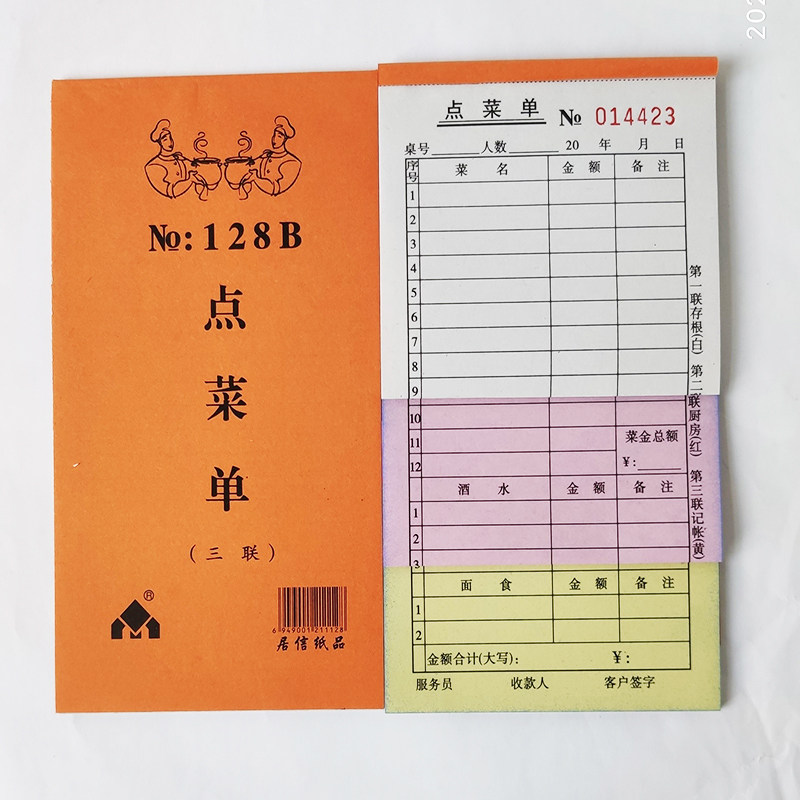 202
№:128B
点
菜
单
(三联)
®
6 949001 211128
居信纸品
点菜单 № 014423
桌号 人数 20 年 月 日
序号 菜名 金额 备注
1
2
3
4
5
6
7
8
9
10
11 菜金总额
12 ¥:
酒水 金额 备注
1
2
3
面食 金额 备注
1
2
金额合计(大写): ¥:
服务员 收款人 客户签字
第一联存根(白) 第二联厨房(红) 第三联记帐(黄)